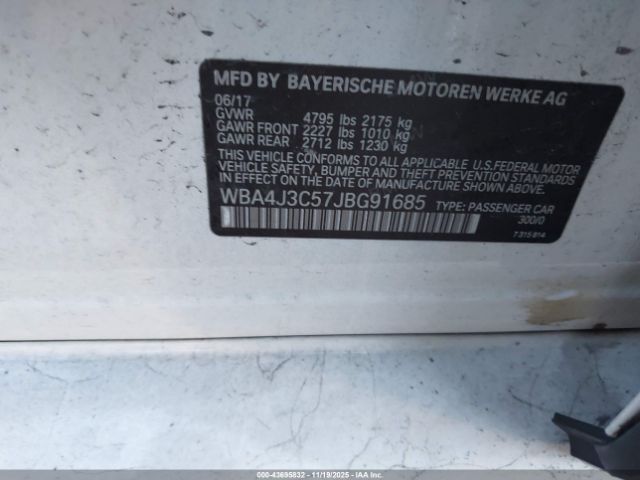 MFD BY BAYERISCHE MOTOREN WERKE AG
06/17
GVWR 4795 lbs 2175 kg
GAWR FRONT 2227 lbs 1010 kg
GAWR REAR 2712 lbs 1230 kg
THIS VEHICLE CONFORMS TO ALL APPLICABLE U.S.FEDERAL MOTOR
VEHICLE SAFETY, BUMPER AND THEFT PREVENTION STANDARDS
IN EFFECT ON THE DATE OF MANUFACTURE SHOWN ABOVE.
WBA4J3C57JBG91685 TYPE: PASSENGER CAR
300/0
7315814
000-43695832 - 11/19/2025 - IAAI.COM